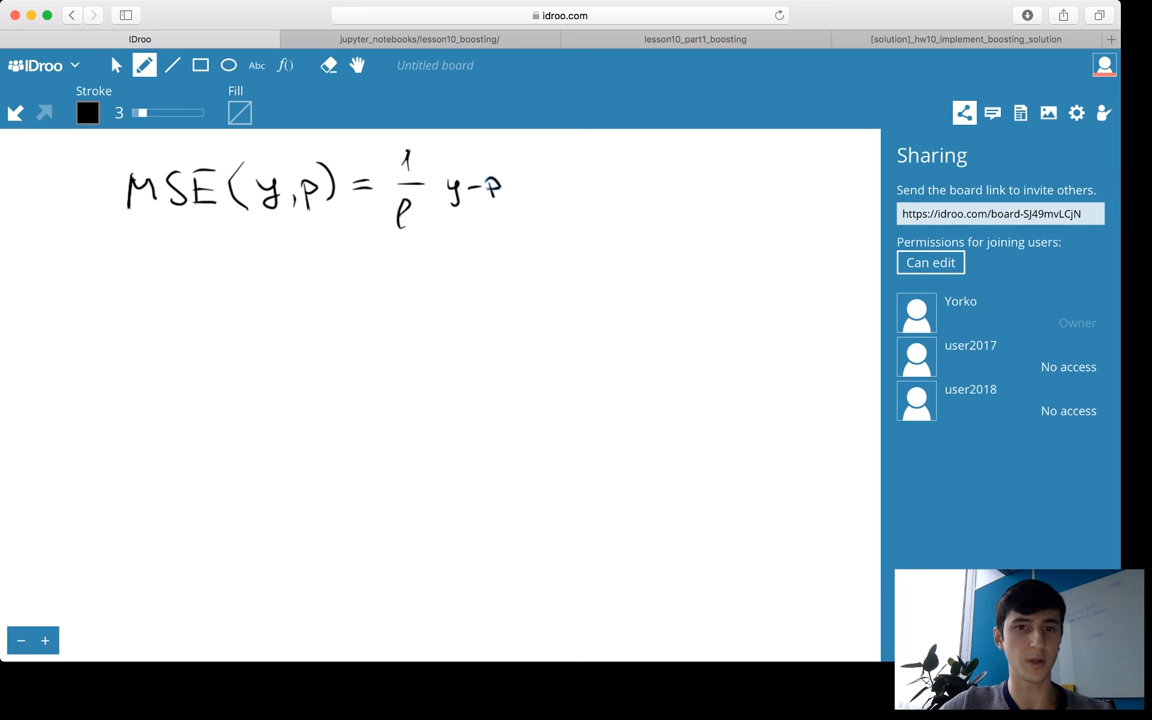 idroo.com
IDroo
jupyter_notebooks/lesson10_boosting/
lesson10_part1_boosting
[solution]_hw10_implement_boosting_solution
IDroo
Abc
f()
Untitled board
Stroke
3
Fill
MSE(y,p) = 1/ℓ y-p
Sharing
Send the board link to invite others.
https://idroo.com/board-SJ49mvLCjN
Permissions for joining users:
Can edit
Yorko
Owner
user2017
No access
user2018
No access